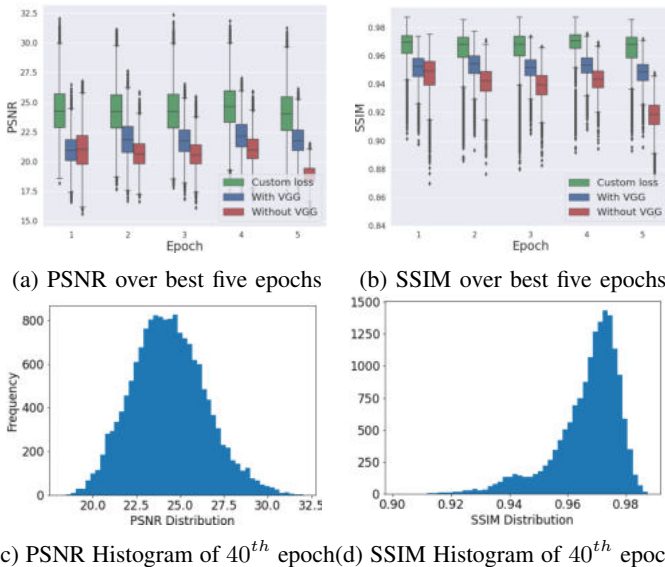 32.5
30.0
27.5
25.0
22.5
20.0
17.5
15.0
PSNR
Custom loss
With VGG
Without VGG
1 2 3 4 5
Epoch
0.98
0.96
0.94
0.92
0.90
0.88
0.86
0.84
SSIM
Custom loss
With VGG
Without VGG
1 2 3 4 5
Epoch
(a) PSNR over best five epochs
(b) SSIM over best five epochs
800
600
400
200
0
Frequency
20.0 22.5 25.0 27.5 30.0 32.5
PSNR Distribution
1500
1250
1000
750
500
250
0
0.90 0.92 0.94 0.96 0.98
SSIM Distribution
c) PSNR Histogram of 40th epoch
(d) SSIM Histogram of 40th epoc